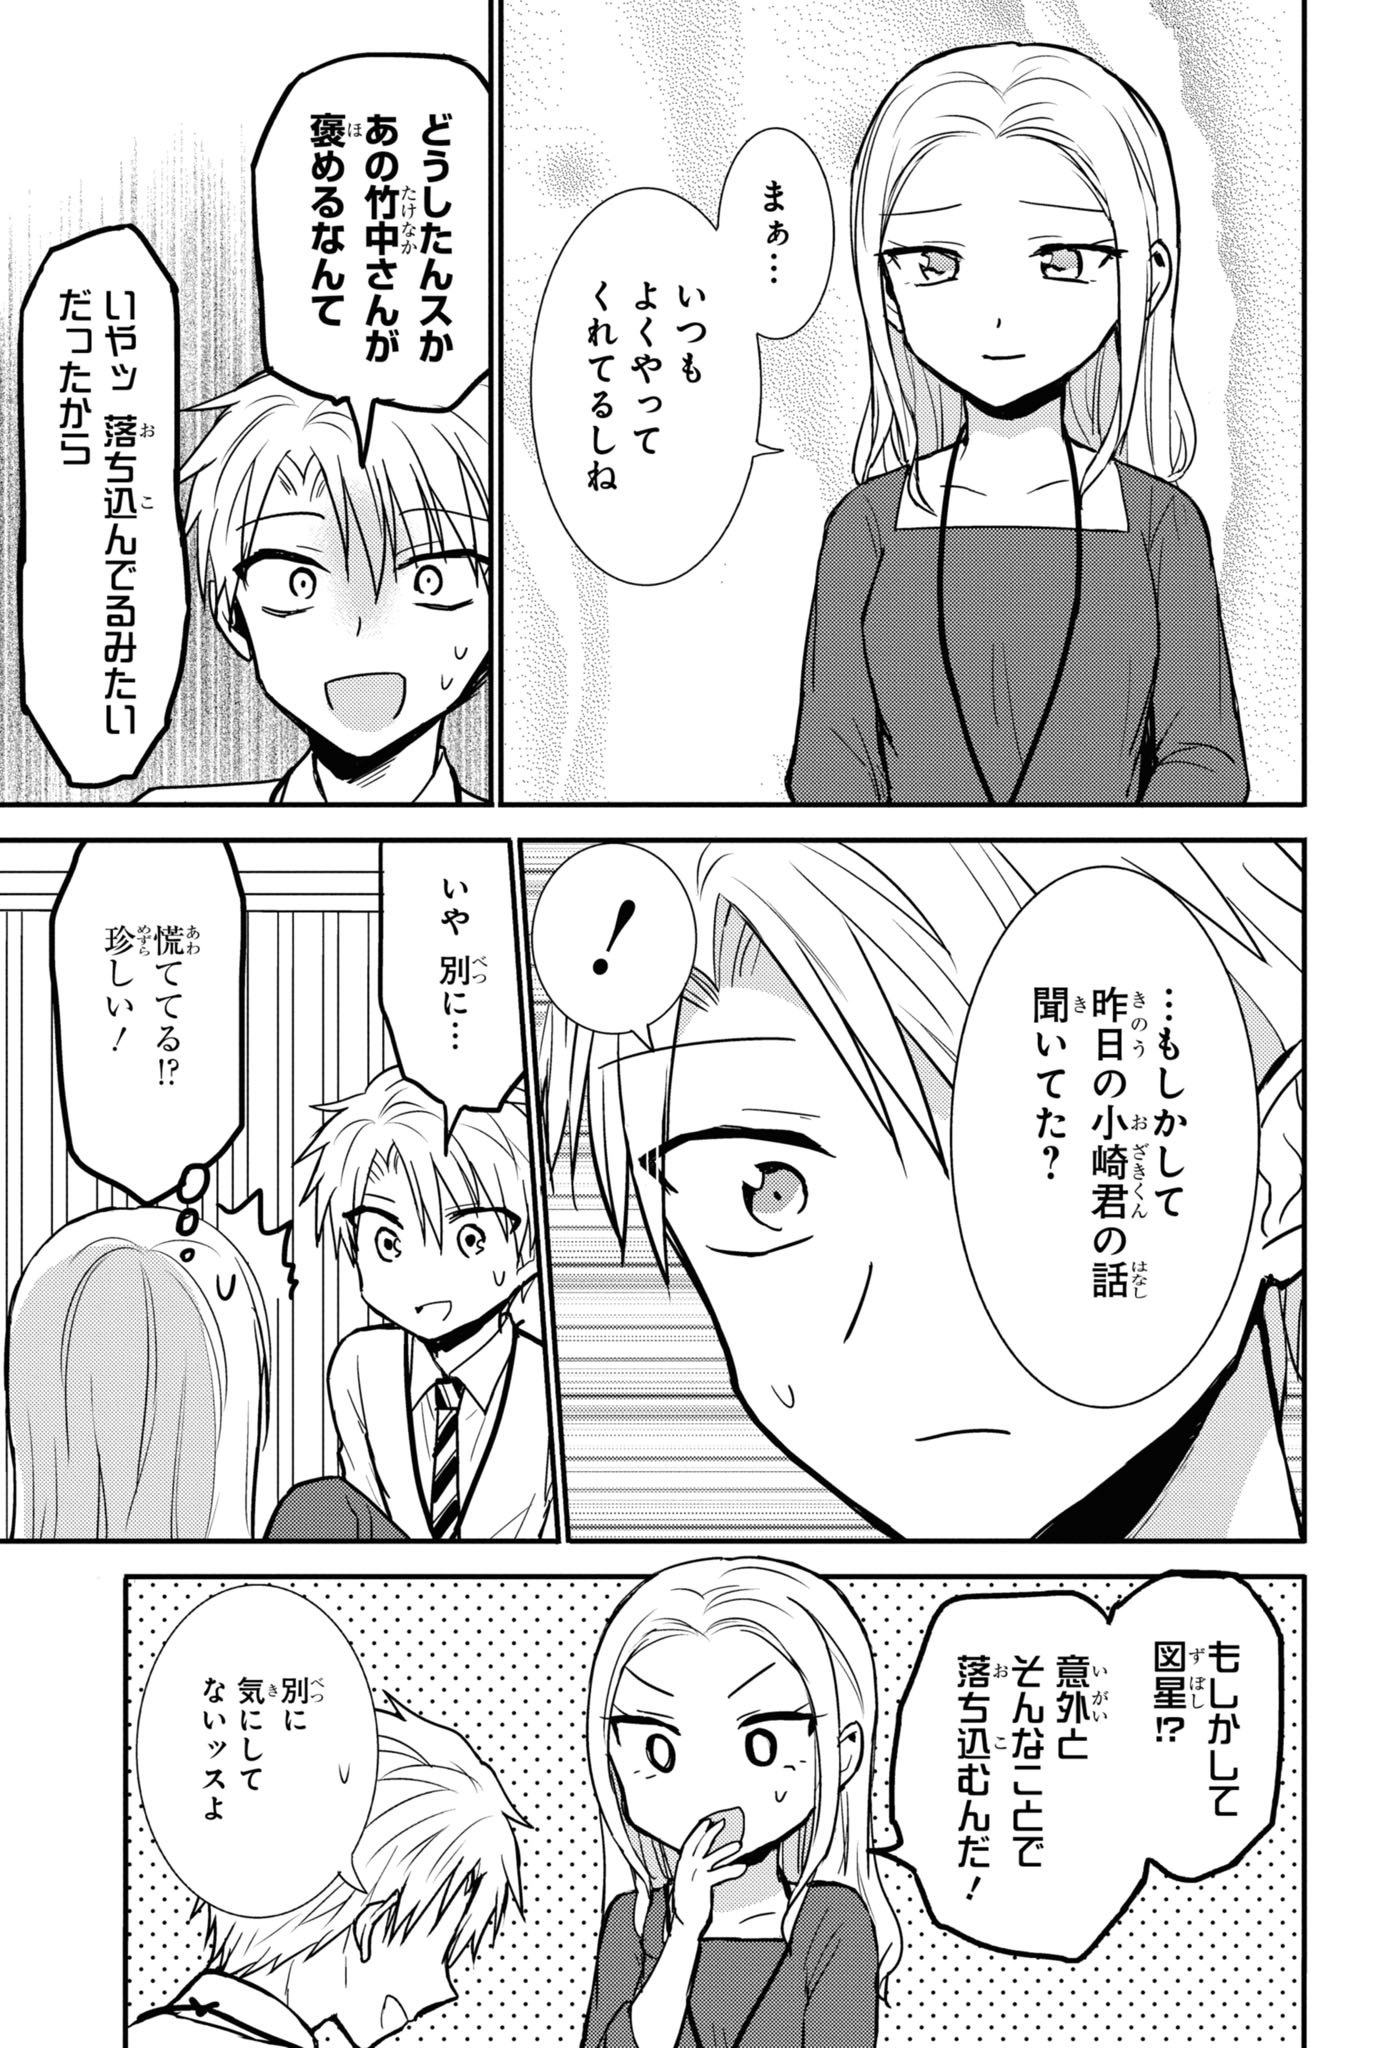 まぁ…
いつも
よくやって
くれてるしね
どうしたんスか
あの竹中さんが
褒めるなんて
いやッ 落ち込んでるみたい
だったから
…もしかして
昨日の小崎君の話
聞いてた？
！
いや 別に…
慌ててる!?
珍しい！
もしかして
図星!?
意外と
そんなことで
落ち込むんだ！
別に
気にして
ないッスよ